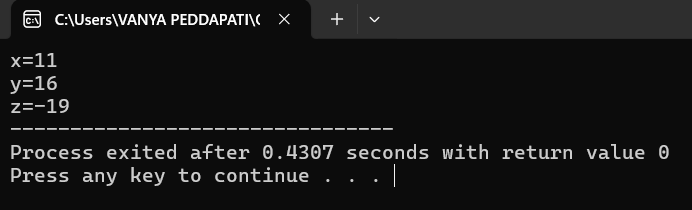 C:\Users\VANYA PEDDAPATI\
x=11
y=16
z=-19
--------------------------------
Process exited after 0.4307 seconds with return value 0
Press any key to continue . . .